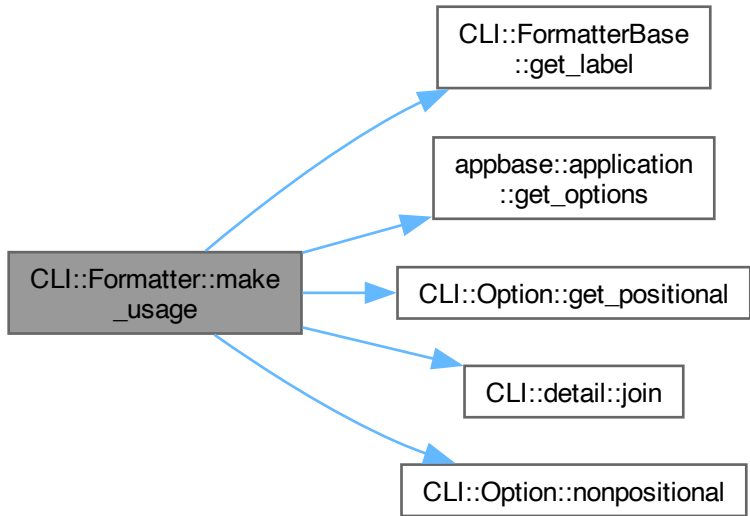 CLI::FormatterBase
::get_label
appbase::application
::get_options
CLI::Formatter::make
_usage
CLI::Option::get_positional
CLI::detail::join
CLI::Option::nonpositional